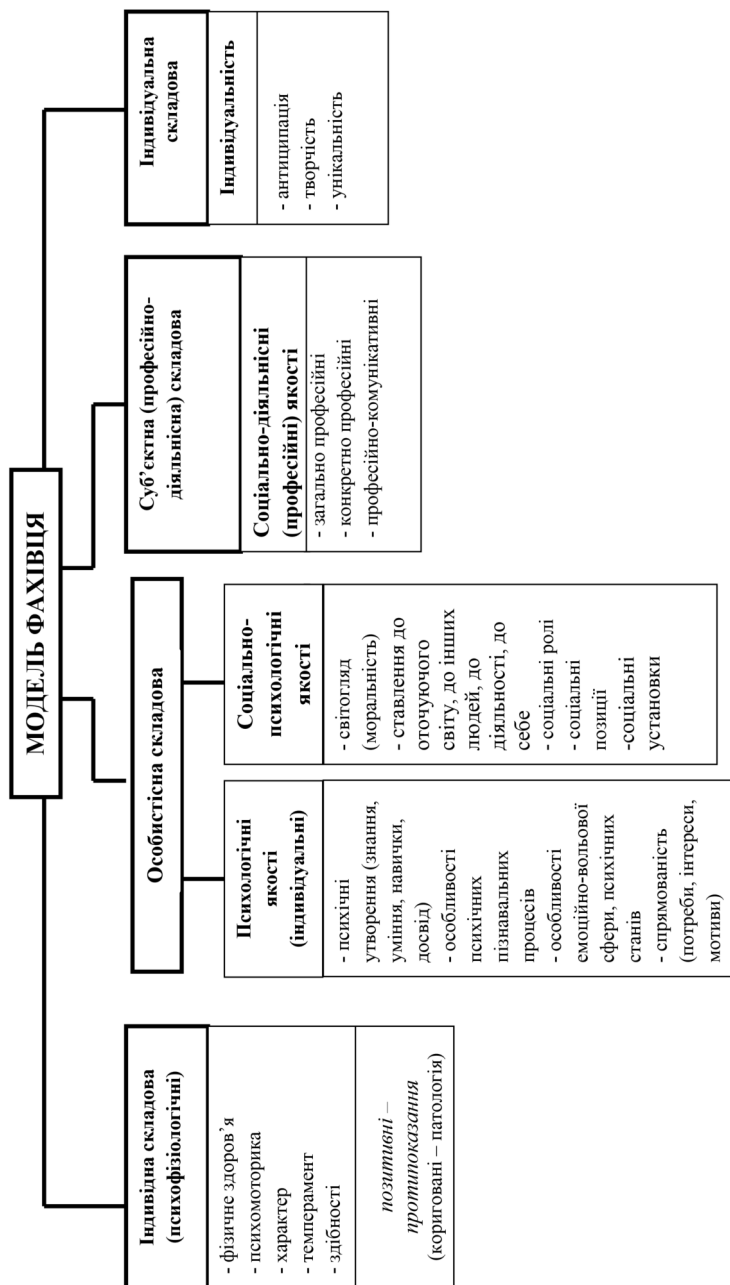 МОДЕЛЬ ФАХІВЦЯ
Індивідна складова
(психофізіологічні)
- фізичне здоров’я
- психомоторика
- характер
- темперамент
- здібності
позитивні –
протипоказання
(кориговані – патологія)
Особистісна складова
Психологічні
якості
(індивідуальні)
- психічні
утворення (знання,
уміння, навички,
досвід)
- особливості
психічних
пізнавальних
процесів
- особливості
емоційно-вольової
сфери, психічних
станів
- спрямованість
(потреби, інтереси,
мотиви)
Соціально-
психологічні
якості
- світогляд
(моральність)
- ставлення до
оточуючого
світу, до інших
людей, до
діяльності, до
себе
- соціальні ролі
- соціальні
позиції
-соціальні
установки
Суб’єктна (професійно-
діяльнісна) складова
Соціально-діяльнісні
(професійні) якості
- загально професійні
- конкретно професійні
- професійно-комунікативні
Індивідуальна
складова
Індивідуальність
- антиципація
- творчість
- унікальність